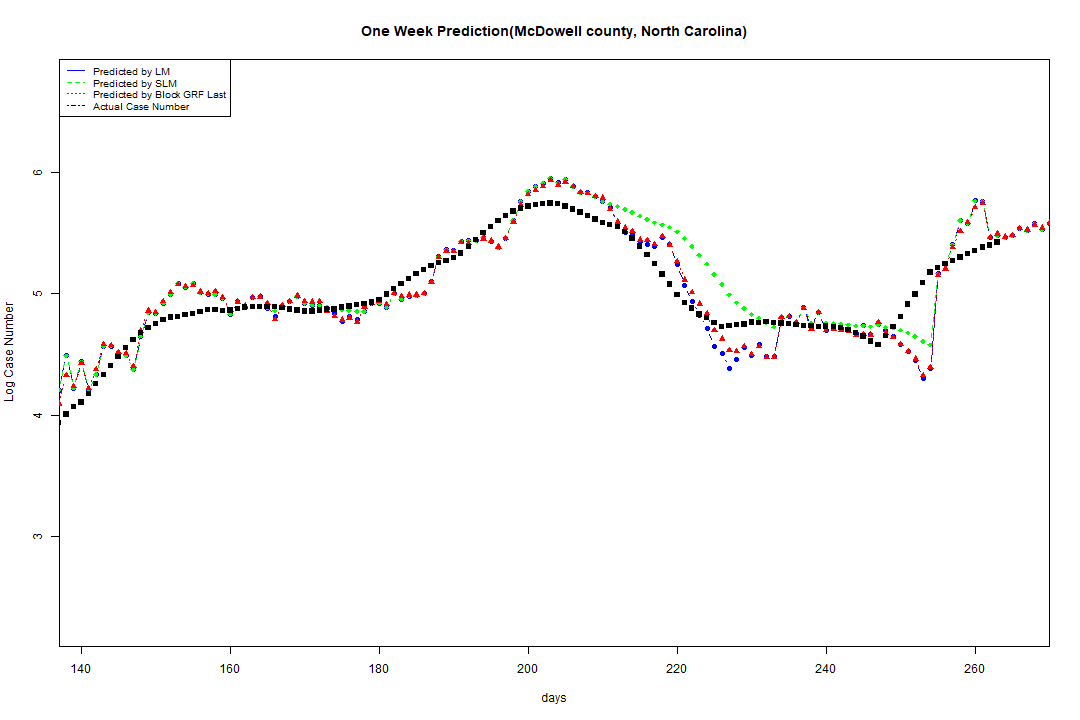 One Week Prediction(McDowell county, North Carolina)
Predicted by LM
Predicted by SLM
Predicted by Block GRF Last
Actual Case Number
6
5
4
3
Log Case Number
140 160 180 200 220 240 260
days